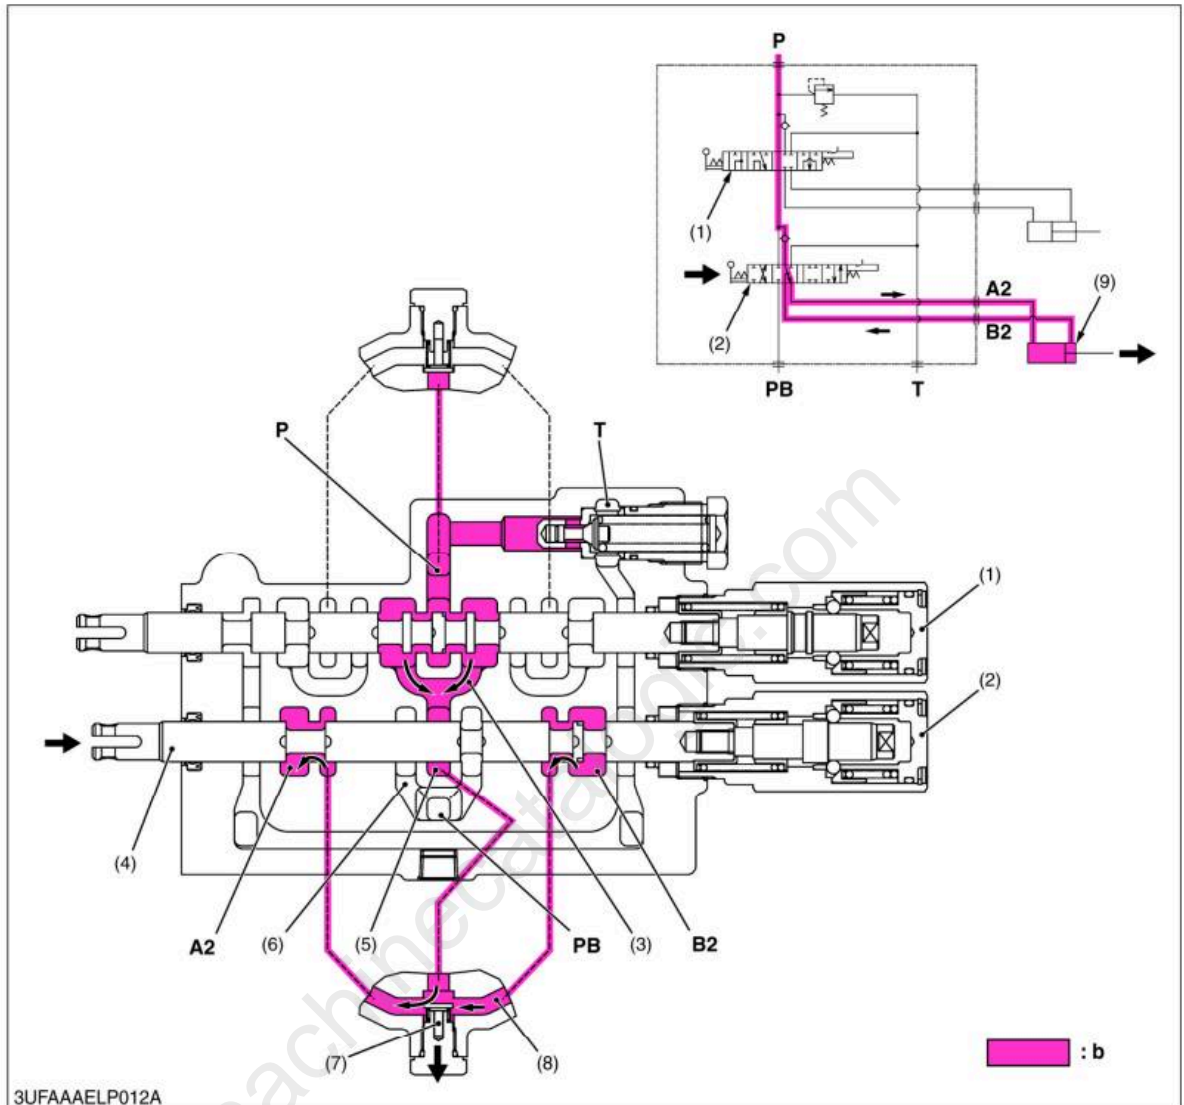 P
(1)
(2)
A2
B2
(9)
PB
T
P
T
(1)
(2)
(4)
A2
(6)
(5)
PB
(3)
B2
(7)
(8)
: b
3UFAAAELP012A